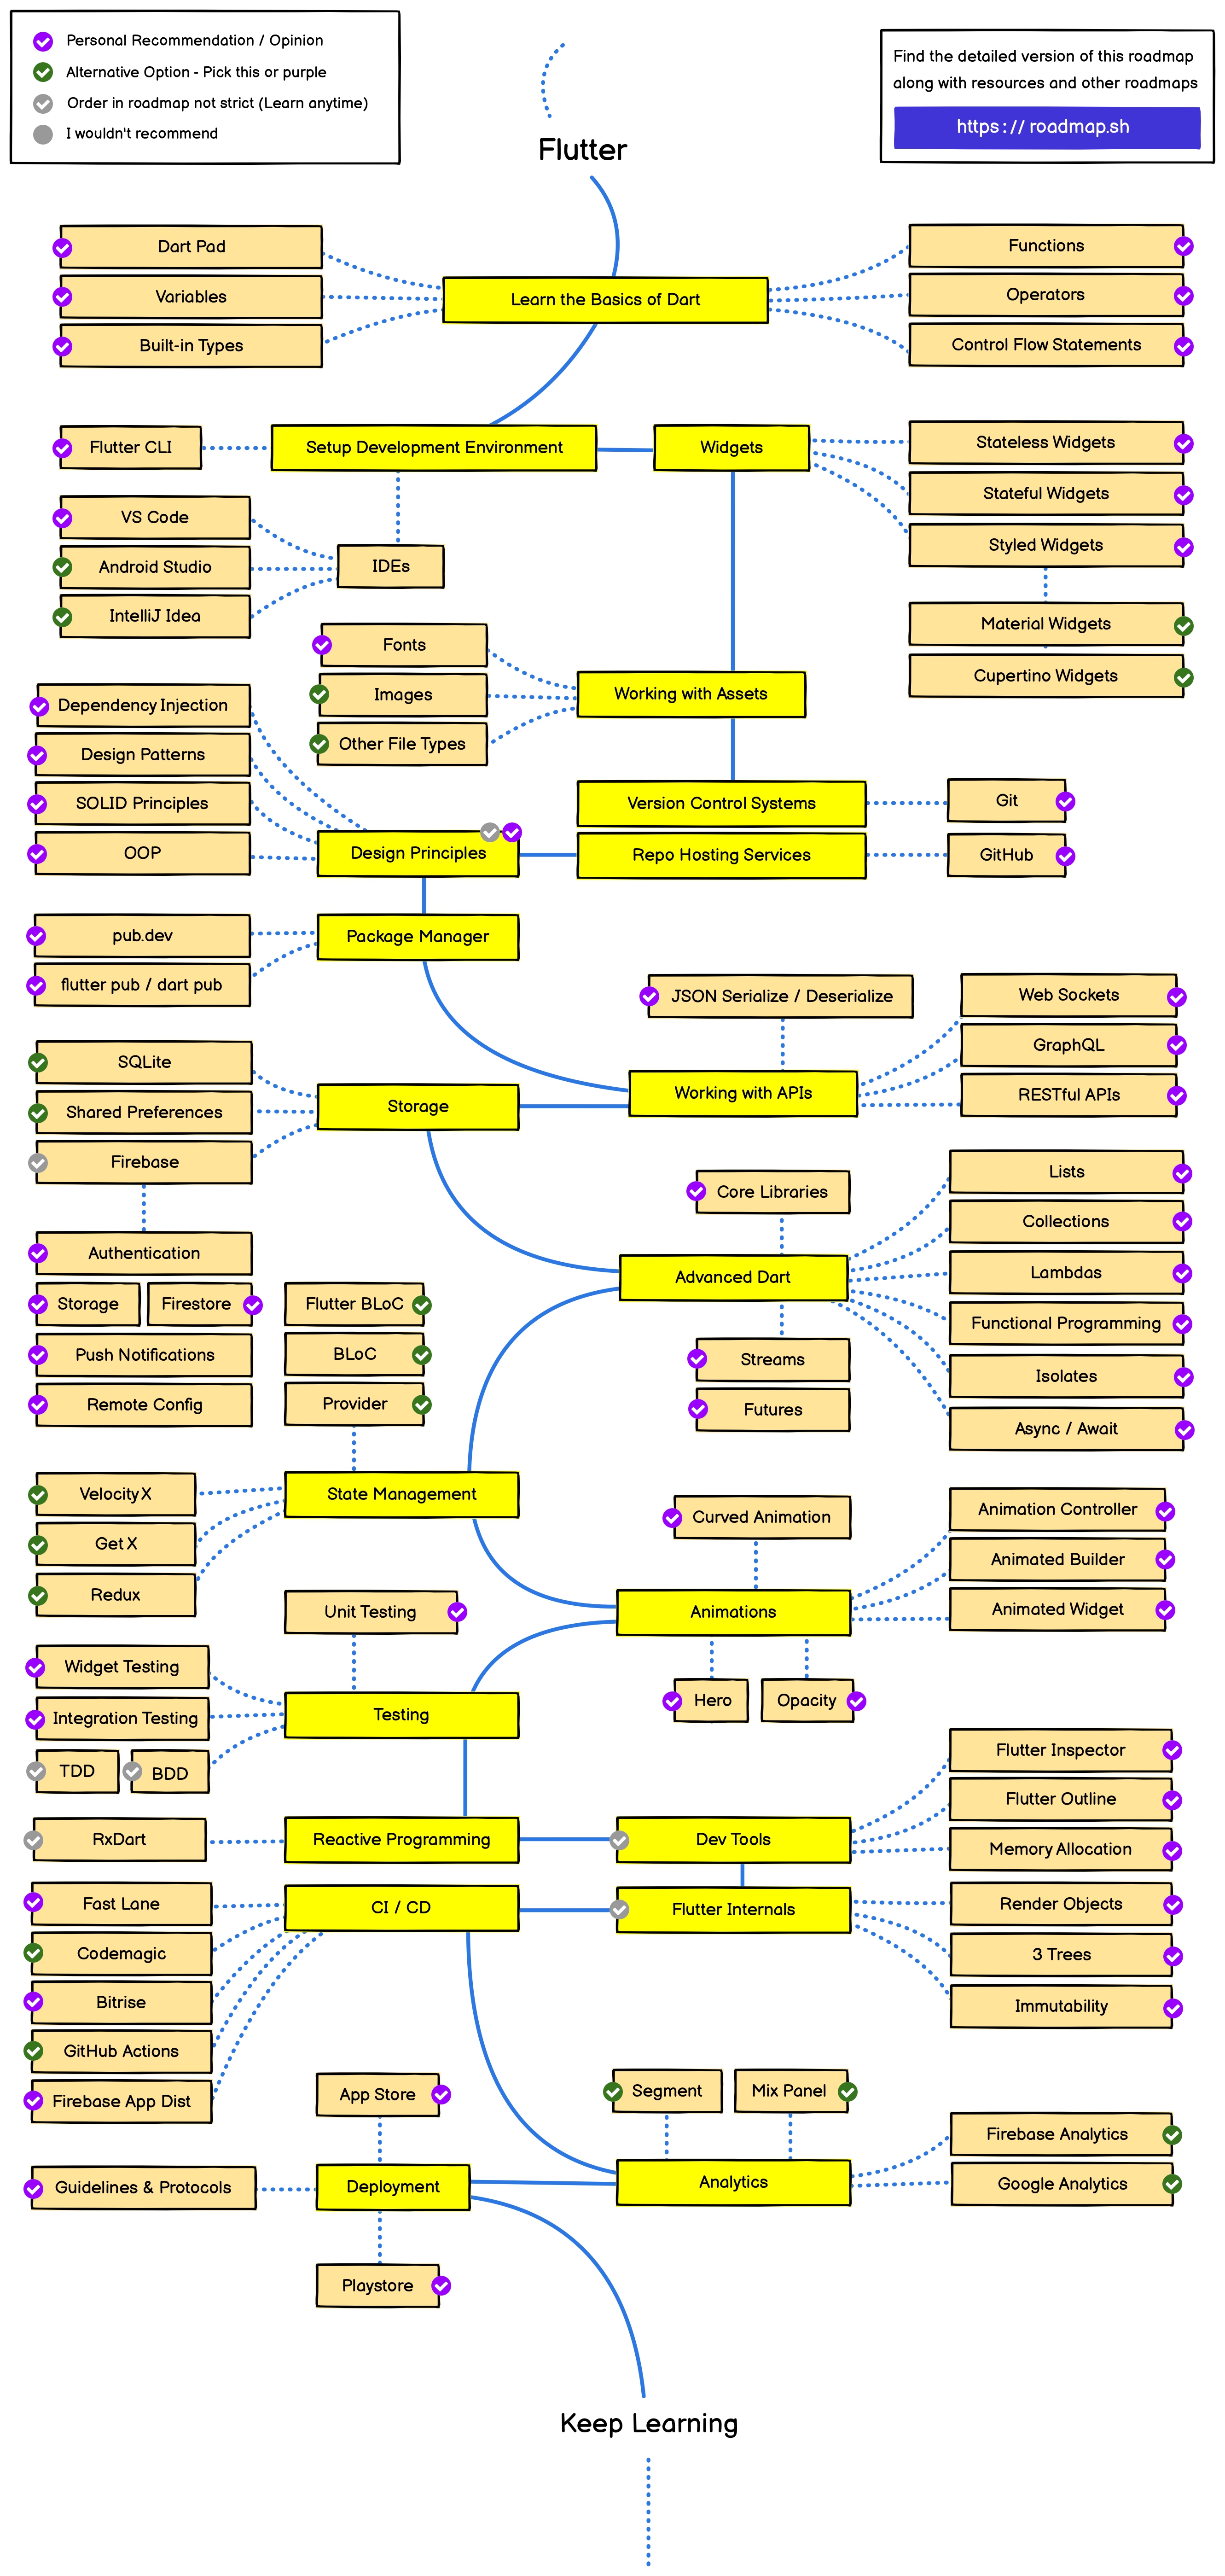 Personal Recommendation / Opinion
Alternative Option - Pick this or purple
Order in roadmap not strict (Learn anytime)
I wouldn't recommend
Find the detailed version of this roadmap
along with resources and other roadmaps
https://roadmap.sh
Flutter
Dart Pad
Variables
Built-in Types
Learn the Basics of Dart
Functions
Operators
Control Flow Statements
Flutter CLI
Setup Development Environment
Widgets
Stateless Widgets
Stateful Widgets
Styled Widgets
VS Code
Android Studio
IntelliJ Idea
IDEs
Material Widgets
Cupertino Widgets
Fonts
Images
Other File Types
Working with Assets
Dependency Injection
Design Patterns
SOLID Principles
OOP
Version Control Systems
Git
Design Principles
Repo Hosting Services
GitHub
pub.dev
flutter pub / dart pub
Package Manager
JSON Serialize / Deserialize
Web Sockets
GraphQL
RESTful APIs
SQLite
Shared Preferences
Firebase
Storage
Working with APIs
Authentication
Storage
Firestore
Push Notifications
Remote Config
Core Libraries
Lists
Collections
Lambdas
Functional Programming
Isolates
Async / Await
Advanced Dart
Streams
Futures
Flutter BLoC
BLoC
Provider
VelocityX
Get X
Redux
State Management
Curved Animation
Animation Controller
Animated Builder
Animated Widget
Animations
Hero
Opacity
Unit Testing
Widget Testing
Integration Testing
TDD
BDD
Testing
Flutter Inspector
Flutter Outline
Memory Allocation
RxDart
Reactive Programming
Dev Tools
Fast Lane
Codemagic
Bitrise
GitHub Actions
Firebase App Dist
CI / CD
Flutter Internals
Render Objects
3 Trees
Immutability
App Store
Segment
Mix Panel
Firebase Analytics
Google Analytics
Guidelines & Protocols
Deployment
Analytics
Playstore
Keep Learning